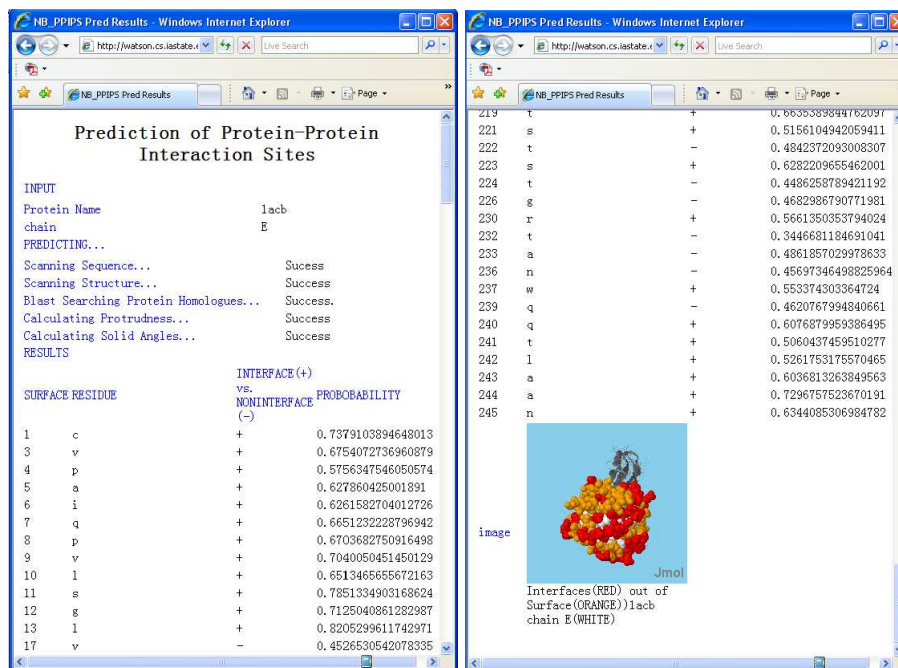 NB_PPIPS Pred Results - Windows Internet Explorer
http://watson.cs.iastate.e
Live Search
NB_PPIPS Pred Results
Page
Prediction of Protein-Protein
Interaction Sites
INPUT
Protein Name 1acb
chain E
PREDICTING...
Scanning Sequence... Sucess
Scanning Structure... Success
Blast Searching Protein Homologues... Success.
Calculating Protrudness... Success
Calculating Solid Angles... Success
RESULTS
INTERFACE(+)
vs.
SURFACE RESIDUE NONINTERFACE PROBOBABILITY
(-)
1 c + 0.7379103894648013
3 v + 0.6754072736960879
4 p + 0.5756347546050574
5 a + 0.627860425001891
6 i + 0.6261582704012726
7 q + 0.6651232228796942
8 p + 0.6703682750916498
9 v + 0.7040050451450129
10 l + 0.6513465655672163
11 s + 0.7851334903168624
12 g + 0.7125040861282987
13 l + 0.8205299611742971
17 v - 0.4526530542078335
NB_PPIPS Pred Results - Windows Internet Explorer
http://watson.cs.iastate.e
Live Search
NB_PPIPS Pred Results
Page
219 t + 0.6635389844762097
221 s + 0.5156104942059411
222 t - 0.4842372093008307
223 s + 0.6282209655462001
224 t - 0.4486258789421192
226 g - 0.4682986790771981
230 r + 0.5661350353794024
232 t - 0.3446681184691041
233 a - 0.4861857029978633
236 n - 0.45697346498825964
237 w + 0.553374303364724
239 q - 0.4620767994840661
240 q + 0.6076879959386495
241 t + 0.5060437459510277
242 l + 0.5261753175570465
243 a + 0.6036813263849563
244 a + 0.7296757523670191
245 n + 0.6344085306984782
image
Jmol
Interfaces(RED) out of
Surface(ORANGE))1acb
chain E(WHITE)